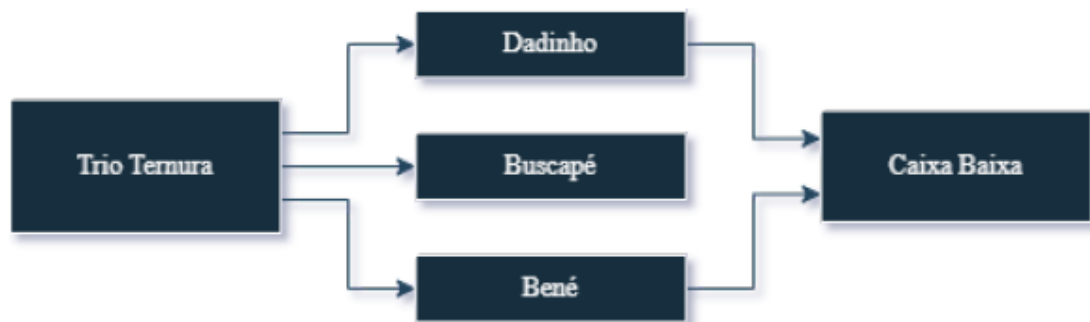 Trio Ternura
Dadinho
Buscapé
Bené
Caixa Baixa